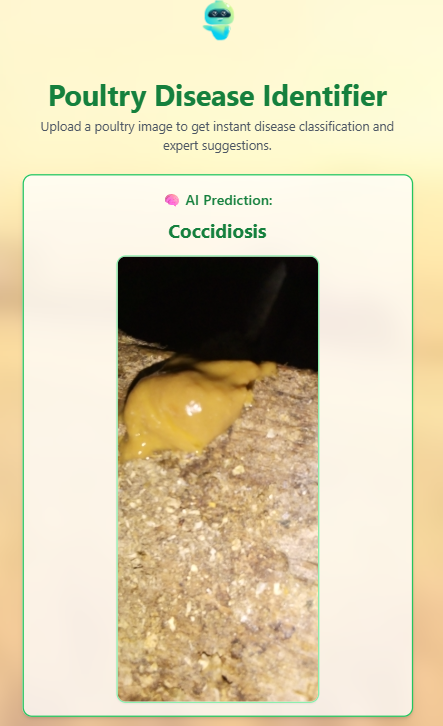 Poultry Disease Identifier
Upload a poultry image to get instant disease classification and
expert suggestions.
AI Prediction:
Coccidiosis